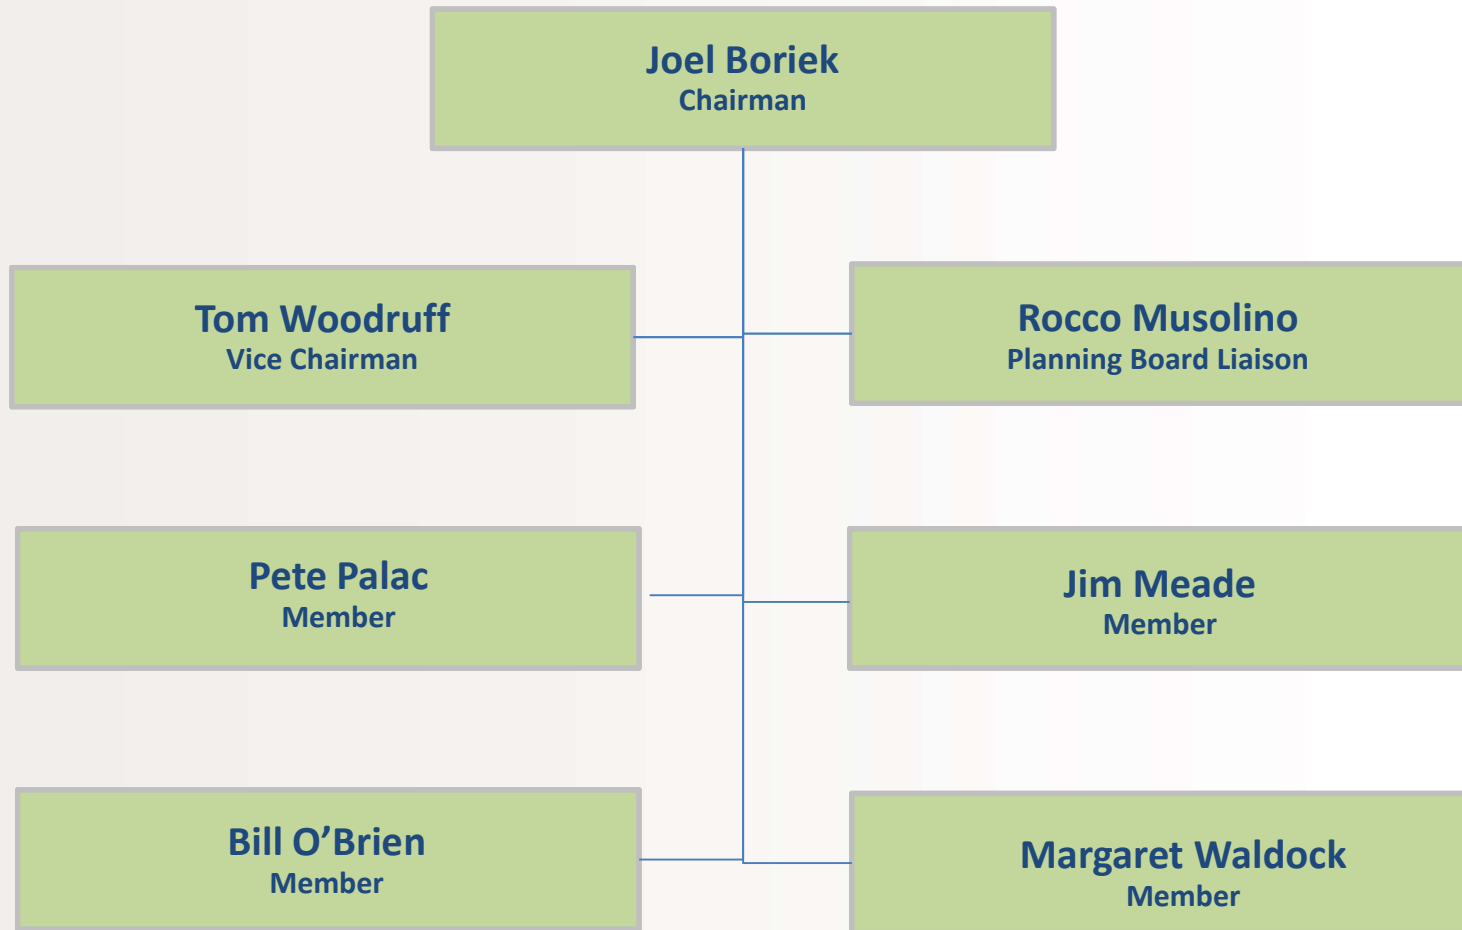 Joel Boriek
Chairman
Tom Woodruff
Vice Chairman
Rocco Musolino
Planning Board Liaison
Pete Palac
Member
Jim Meade
Member
Bill O’Brien
Member
Margaret Waldock
Member